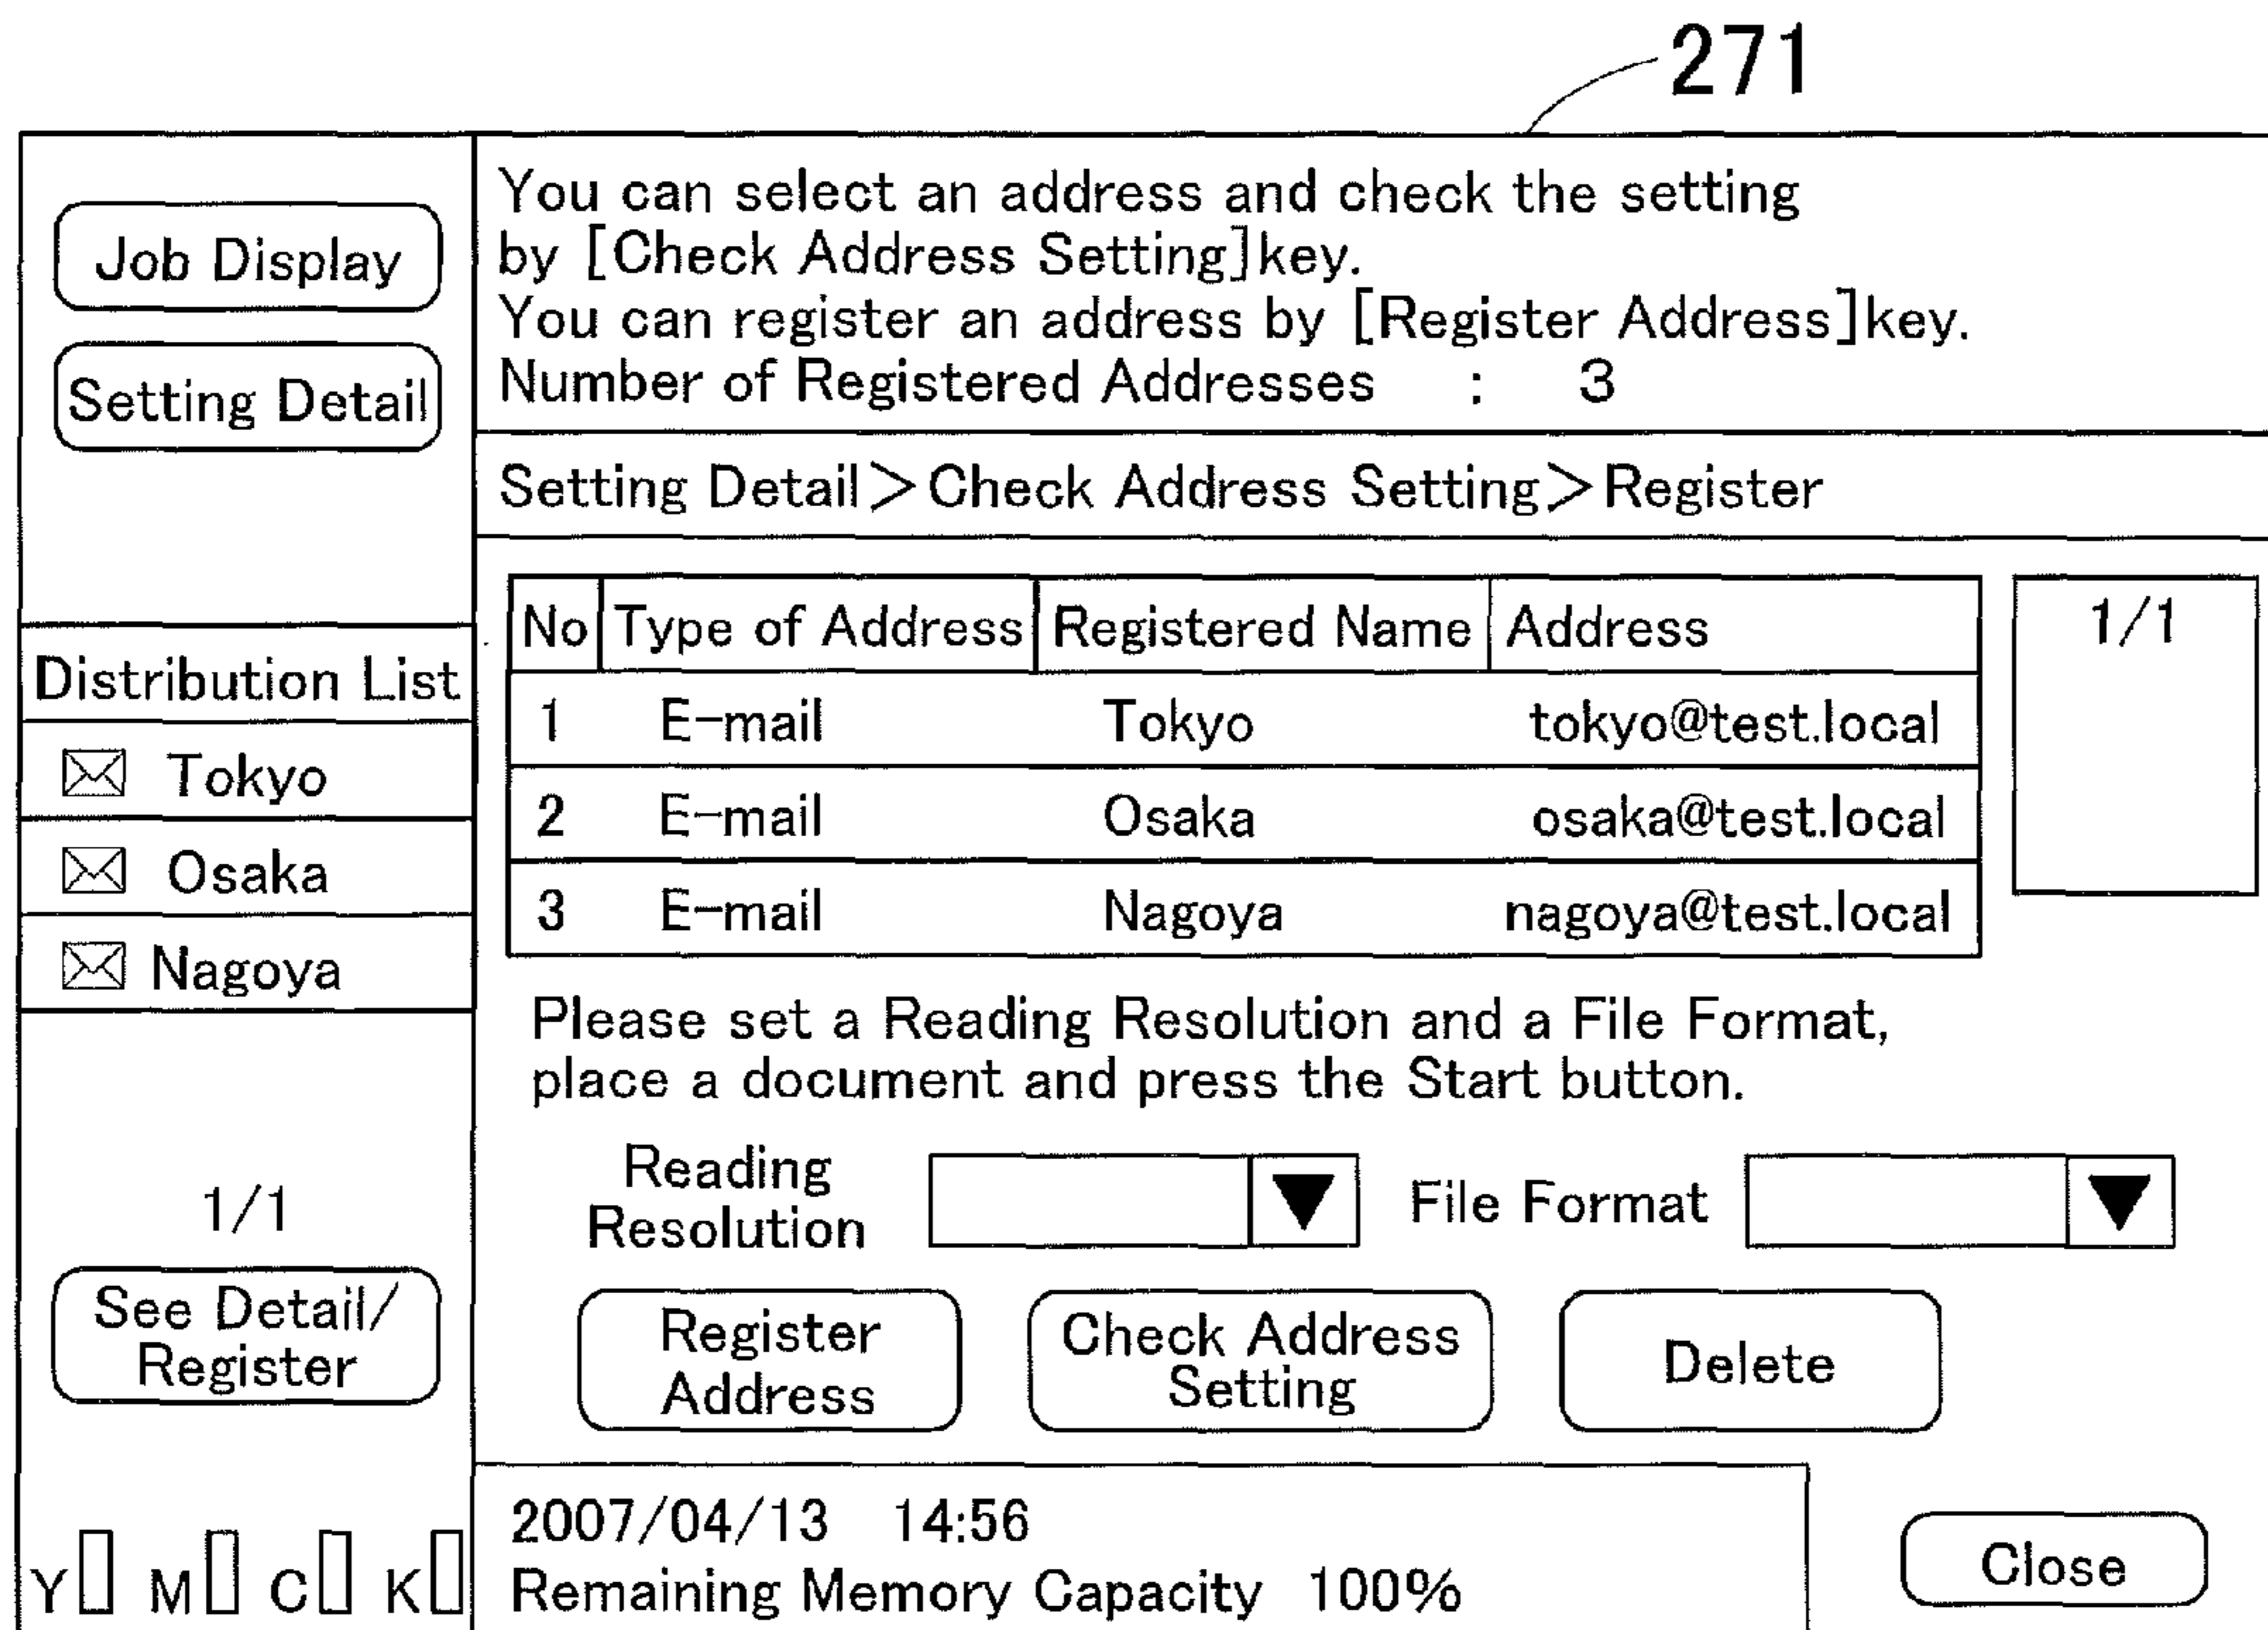 271
Job Display
Setting Detail
Distribution List
Tokyo
Osaka
Nagoya
1/1
See Detail/
Register
Y M C K
You can select an address and check the setting
by [Check Address Setting]key.
You can register an address by [Register Address]key.
Number of Registered Addresses : 3
Setting Detail>Check Address Setting>Register
No Type of Address Registered Name Address
1 E-mail Tokyo tokyo@test.local
2 E-mail Osaka osaka@test.local
3 E-mail Nagoya nagoya@test.local
1/1
Please set a Reading Resolution and a File Format,
place a document and press the Start button.
Reading
Resolution
File Format
Register
Address
Check Address
Setting
Delete
2007/04/13 14:56
Remaining Memory Capacity 100%
Close